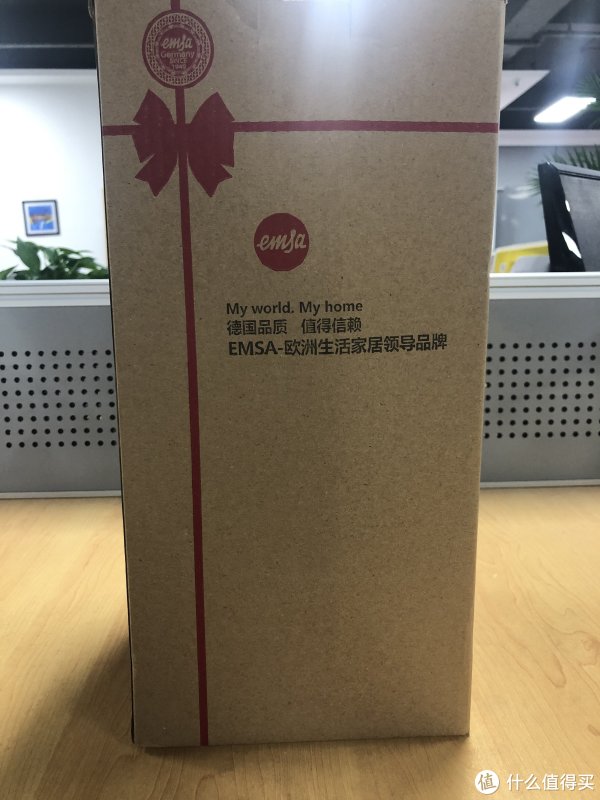 emsa
Germany
SINCE
1949
emsa
My world. My home
德国品质 值得信赖
EMSA-欧洲生活家居领导品牌
值 什么值得买